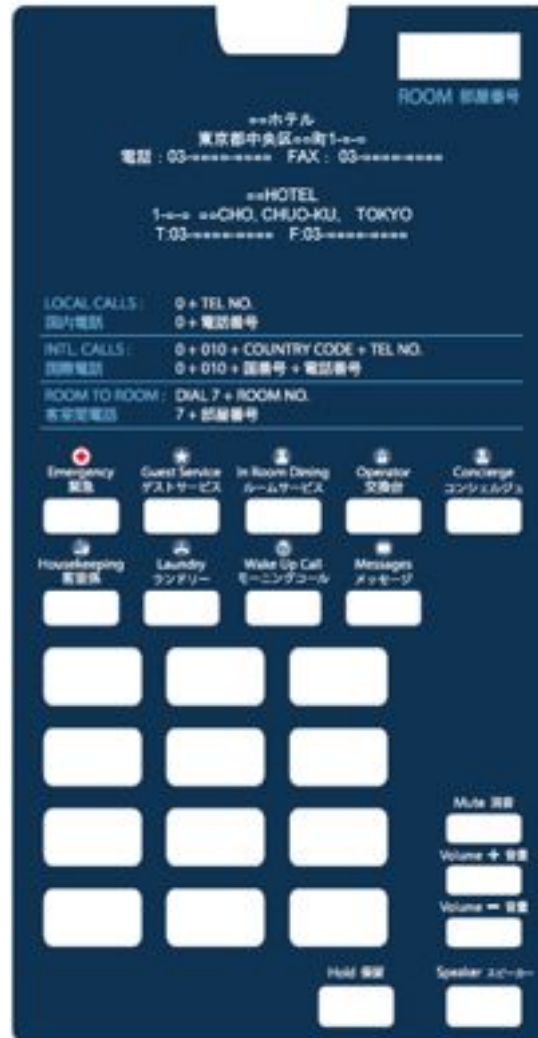 ROOM 部屋番号
==ホテル
東京都中央区==町1-=-=
電話 : 03-====-==== FAX : 03-====-====
==HOTEL
1-=-= ==CHO, CHUO-KU, TOKYO
T:03-====-==== F:03-====-====
LOCAL CALLS : 0 + TEL NO.
国内電話 0 + 電話番号
INTL. CALLS : 0 + 010 + COUNTRY CODE + TEL NO.
国際電話 0 + 010 + 国番号 + 電話番号
ROOM TO ROOM : DIAL 7 + ROOM NO.
客室間電話 7 + 部屋番号
Emergency Guest Service In Room Dining Operator Concierge
緊急 ゲストサービス ルームサービス 交換台 コンシェルジュ
Housekeeping Laundry Wake Up Call Messages
客室係 ランドリー モーニングコール メッセージ
Mute 消音
Volume + 音量
Volume - 音量
Hold 保留 Speaker スピーカー